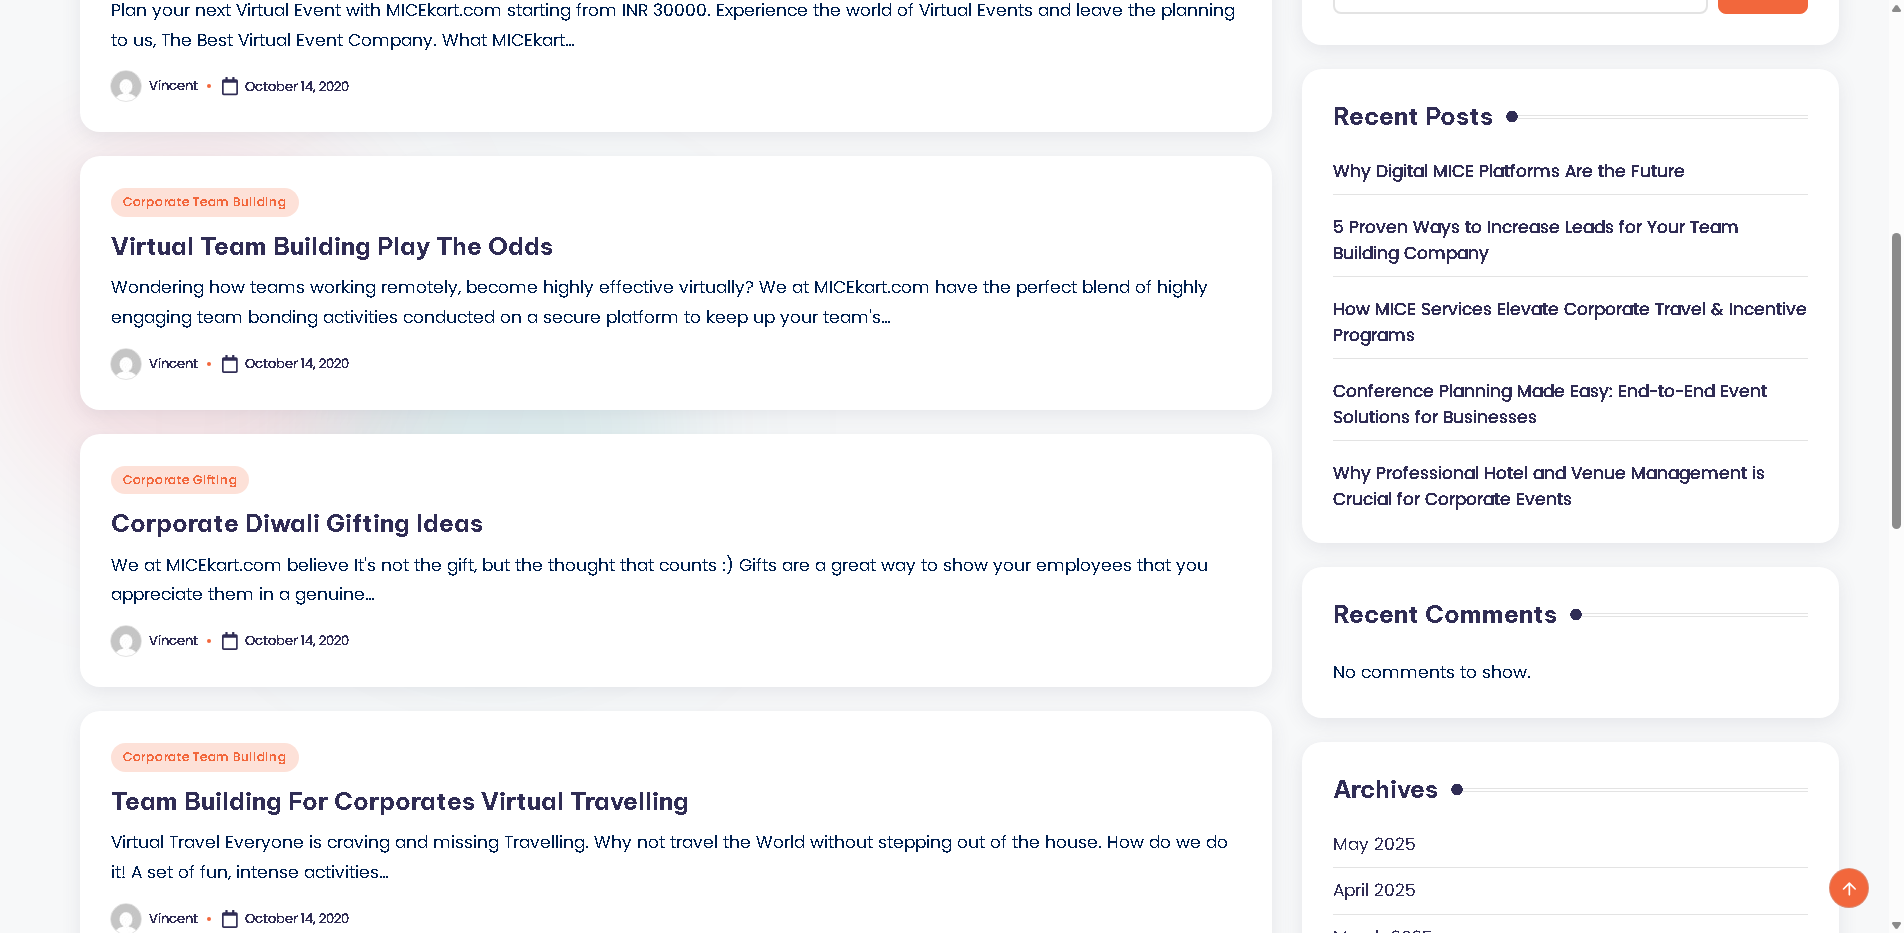 Plan your next Virtual Event with MICEkart.com starting from INR 30000. Experience the world of Virtual Events and leave the planning
to us, The Best Virtual Event Company. What MICEkart...
Vincent • October 14, 2020
Corporate Team Building
Virtual Team Building Play The Odds
Wondering how teams working remotely, become highly effective virtually? We at MICEkart.com have the perfect blend of highly
engaging team bonding activities conducted on a secure platform to keep up your team's...
Vincent • October 14, 2020
Corporate Gifting
Corporate Diwali Gifting Ideas
We at MICEkart.com believe It's not the gift, but the thought that counts :) Gifts are a great way to show your employees that you
appreciate them in a genuine...
Vincent • October 14, 2020
Corporate Team Building
Team Building For Corporates Virtual Travelling
Virtual Travel Everyone is craving and missing Travelling. Why not travel the World without stepping out of the house. How do we do
it! A set of fun, intense activities...
Vincent • October 14, 2020
Recent Posts
Why Digital MICE Platforms Are the Future
5 Proven Ways to Increase Leads for Your Team
Building Company
How MICE Services Elevate Corporate Travel & Incentive
Programs
Conference Planning Made Easy: End-to-End Event
Solutions for Businesses
Why Professional Hotel and Venue Management is
Crucial for Corporate Events
Recent Comments
No comments to show.
Archives
May 2025
April 2025